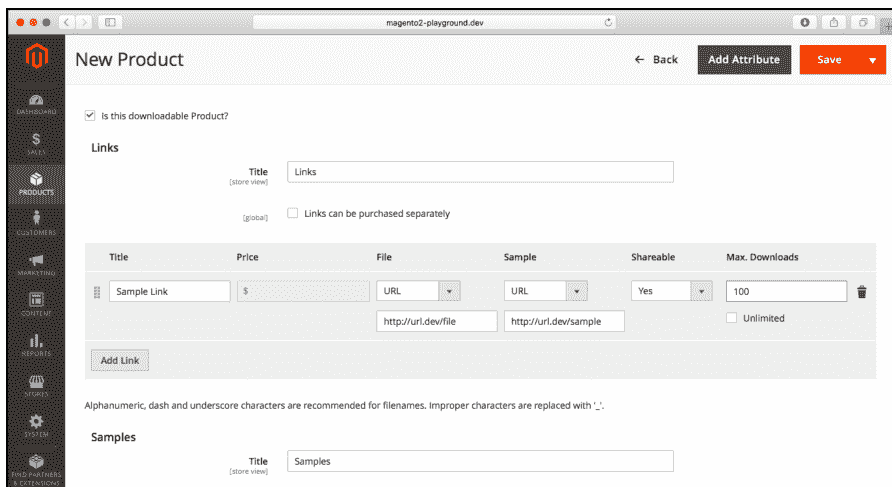 magento2-playground.dev
New Product
← Back
Add Attribute
Save
DASHBOARD
$
SALES
PRODUCTS
CUSTOMERS
MARKETING
CONTENT
REPORTS
STORES
SYSTEM
FIND PARTNERS
& EXTENSIONS
Is this downloadable Product?
Links
Title
[store view]
Links
[global]
Links can be purchased separately
Title Price File Sample Shareable Max. Downloads
Sample Link $ URL URL Yes 100
http://url.dev/file http://url.dev/sample Unlimited
Add Link
Alphanumeric, dash and underscore characters are recommended for filenames. Improper characters are replaced with '_'.
Samples
Title
[store view]
Samples